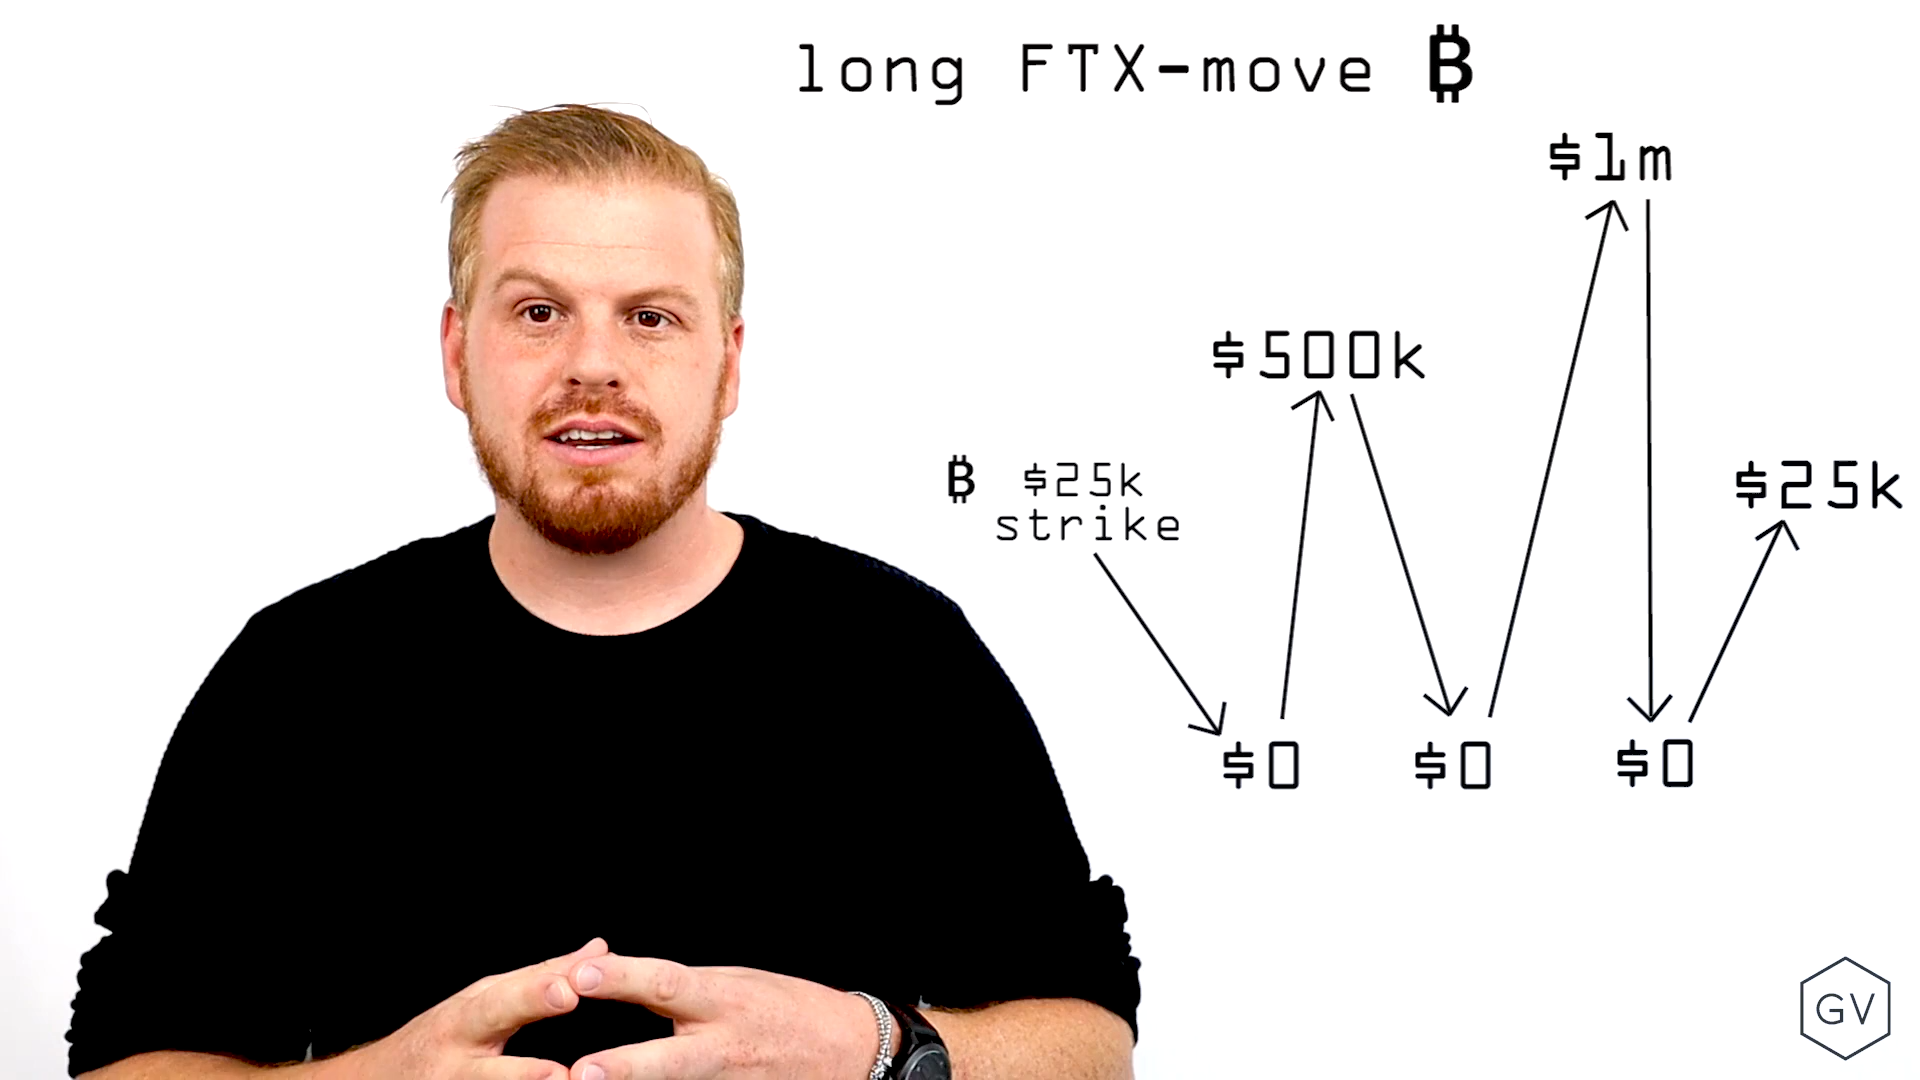 long FTX-move ₿
$1m
$500k
₿ $25k
strike
$25k
$0
$0
$0
GV